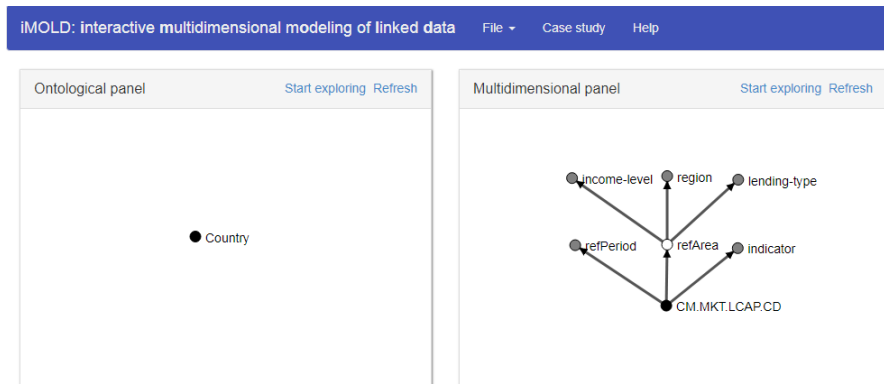 iMOLD: interactive multidimensional modeling of linked data File Case study Help
Ontological panel Start exploring Refresh
Multidimensional panel Start exploring Refresh
Country
income-level region lending-type
refPeriod refArea indicator
CM.MKT.LCAP.CD